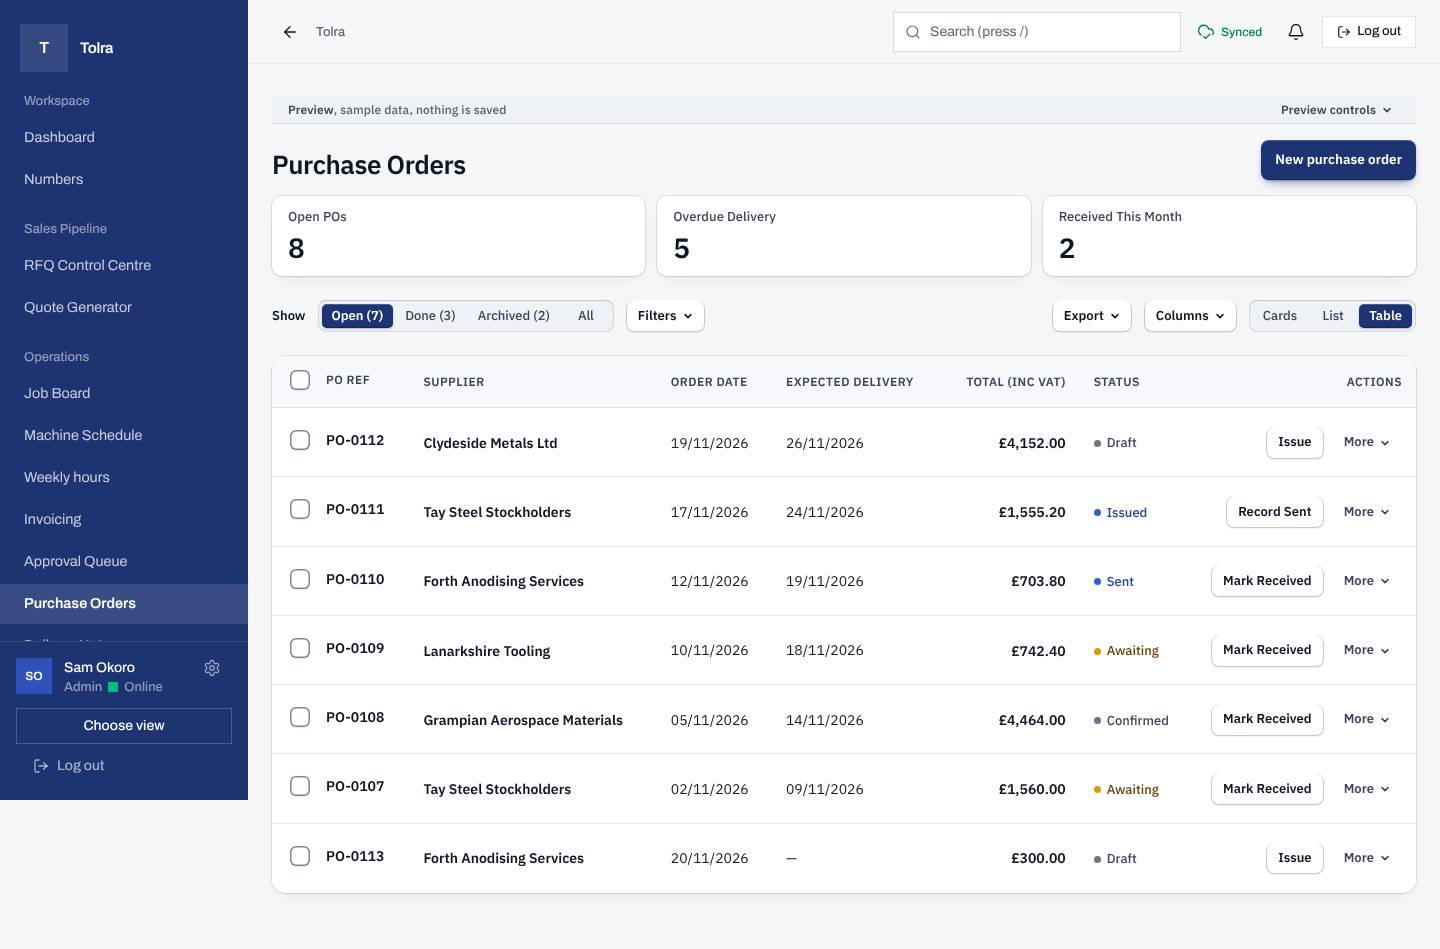 T
Tolra
Workspace
Dashboard
Numbers
Sales Pipeline
RFQ Control Centre
Quote Generator
Operations
Job Board
Machine Schedule
Weekly hours
Invoicing
Approval Queue
Purchase Orders
SO
Sam Okoro
Admin Online
Choose view
Log out
Tolra
Search (press /)
Synced
Log out
Preview, sample data, nothing is saved
Preview controls
Purchase Orders
New purchase order
Open POs
8
Overdue Delivery
5
Received This Month
2
Show Open (7) Done (3) Archived (2) All Filters Export Columns Cards List Table
PO REF SUPPLIER ORDER DATE EXPECTED DELIVERY TOTAL (INC VAT) STATUS ACTIONS
PO-0112 Clydeside Metals Ltd 19/11/2026 26/11/2026 £4,152.00 Draft Issue More
PO-0111 Tay Steel Stockholders 17/11/2026 24/11/2026 £1,555.20 Issued Record Sent More
PO-0110 Forth Anodising Services 12/11/2026 19/11/2026 £703.80 Sent Mark Received More
PO-0109 Lanarkshire Tooling 10/11/2026 18/11/2026 £742.40 Awaiting Mark Received More
PO-0108 Grampian Aerospace Materials 05/11/2026 14/11/2026 £4,464.00 Confirmed Mark Received More
PO-0107 Tay Steel Stockholders 02/11/2026 09/11/2026 £1,560.00 Awaiting Mark Received More
PO-0113 Forth Anodising Services 20/11/2026 — £300.00 Draft Issue More